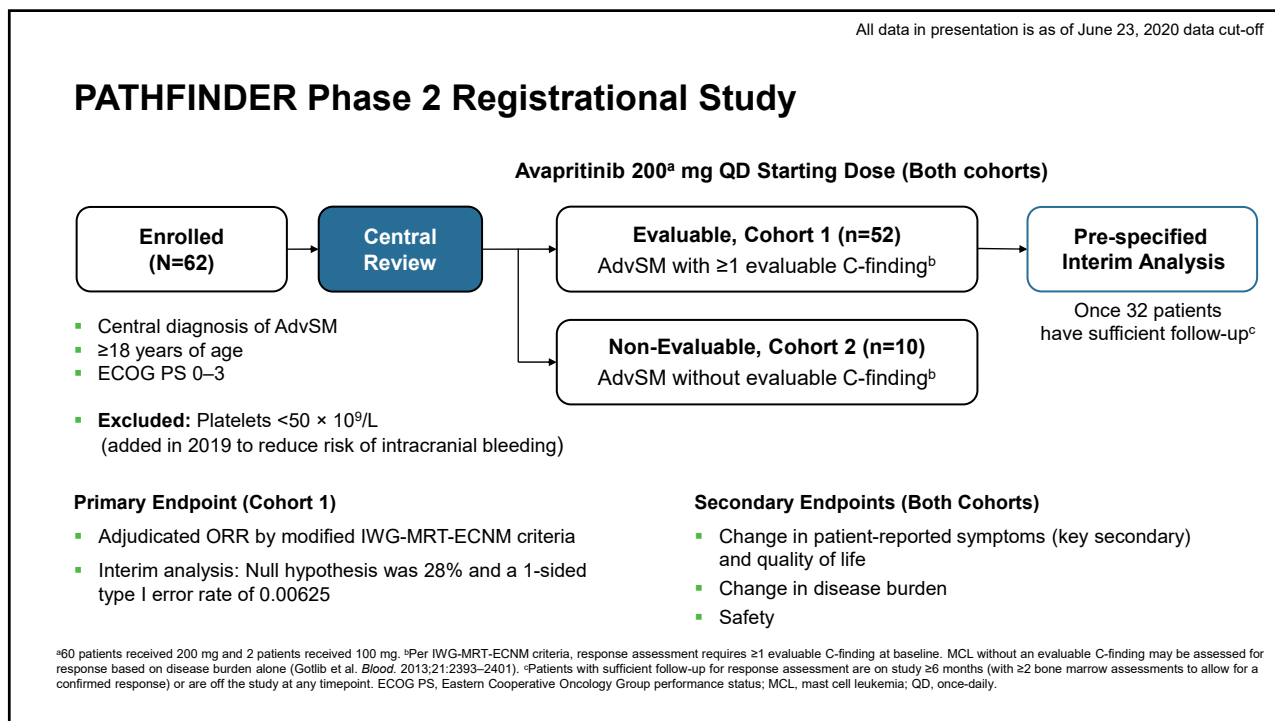 All data in presentation is as of June 23, 2020 data cut-off
PATHFINDER Phase 2 Registrational Study
Avapritinib 200ᵃ mg QD Starting Dose (Both cohorts)
Enrolled
(N=62)
Central
Review
Evaluable, Cohort 1 (n=52)
AdvSM with ≥1 evaluable C-findingᵇ
Pre-specified
Interim Analysis
Once 32 patients
have sufficient follow-upᶜ
Non-Evaluable, Cohort 2 (n=10)
AdvSM without evaluable C-findingᵇ
▪ Central diagnosis of AdvSM
▪ ≥18 years of age
▪ ECOG PS 0–3
▪ Excluded: Platelets <50 × 10⁹/L
(added in 2019 to reduce risk of intracranial bleeding)
Primary Endpoint (Cohort 1)
▪ Adjudicated ORR by modified IWG-MRT-ECNM criteria
▪ Interim analysis: Null hypothesis was 28% and a 1-sided
type I error rate of 0.00625
Secondary Endpoints (Both Cohorts)
▪ Change in patient-reported symptoms (key secondary)
and quality of life
▪ Change in disease burden
▪ Safety
ᵃ60 patients received 200 mg and 2 patients received 100 mg. ᵇPer IWG-MRT-ECNM criteria, response assessment requires ≥1 evaluable C-finding at baseline. MCL without an evaluable C-finding may be assessed for
response based on disease burden alone (Gotlib et al. Blood. 2013;21:2393–2401). ᶜPatients with sufficient follow-up for response assessment are on study ≥6 months (with ≥2 bone marrow assessments to allow for a
confirmed response) or are off the study at any timepoint. ECOG PS, Eastern Cooperative Oncology Group performance status; MCL, mast cell leukemia; QD, once-daily.